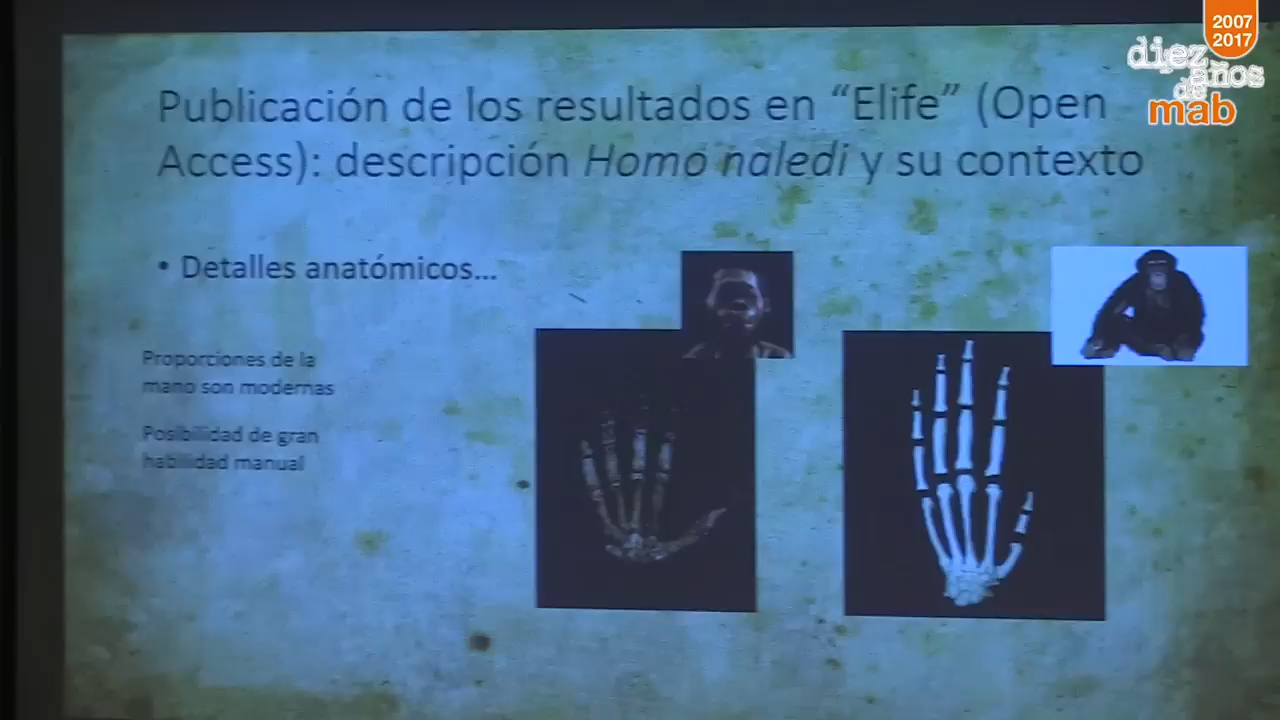 2007
2017
diez
años
de
mab
Publicación de los resultados en “Elife” (Open
Access): descripción Homo naledi y su contexto
• Detalles anatómicos...
Proporciones de la
mano son modernas
Posibilidad de gran
habilidad manual